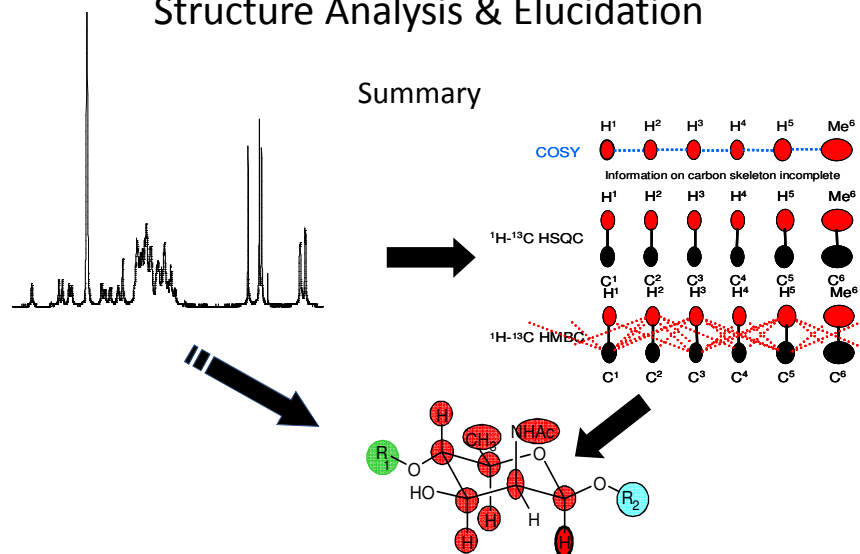 Structure Analysis & Elucidation
Summary
H¹ H² H³ H⁴ H⁵ Me⁶
COSY
Information on carbon skeleton incomplete
H¹ H² H³ H⁴ H⁵ Me⁶
¹H-¹³C HSQC
C¹ C² C³ C⁴ C⁵ C⁶
H¹ H² H³ H⁴ H⁵ Me⁶
¹H-¹³C HMBC
C¹ C² C³ C⁴ C⁵ C⁶
H
CH₃ NHAc
R₁ O O
HO O R₂
H H
H H